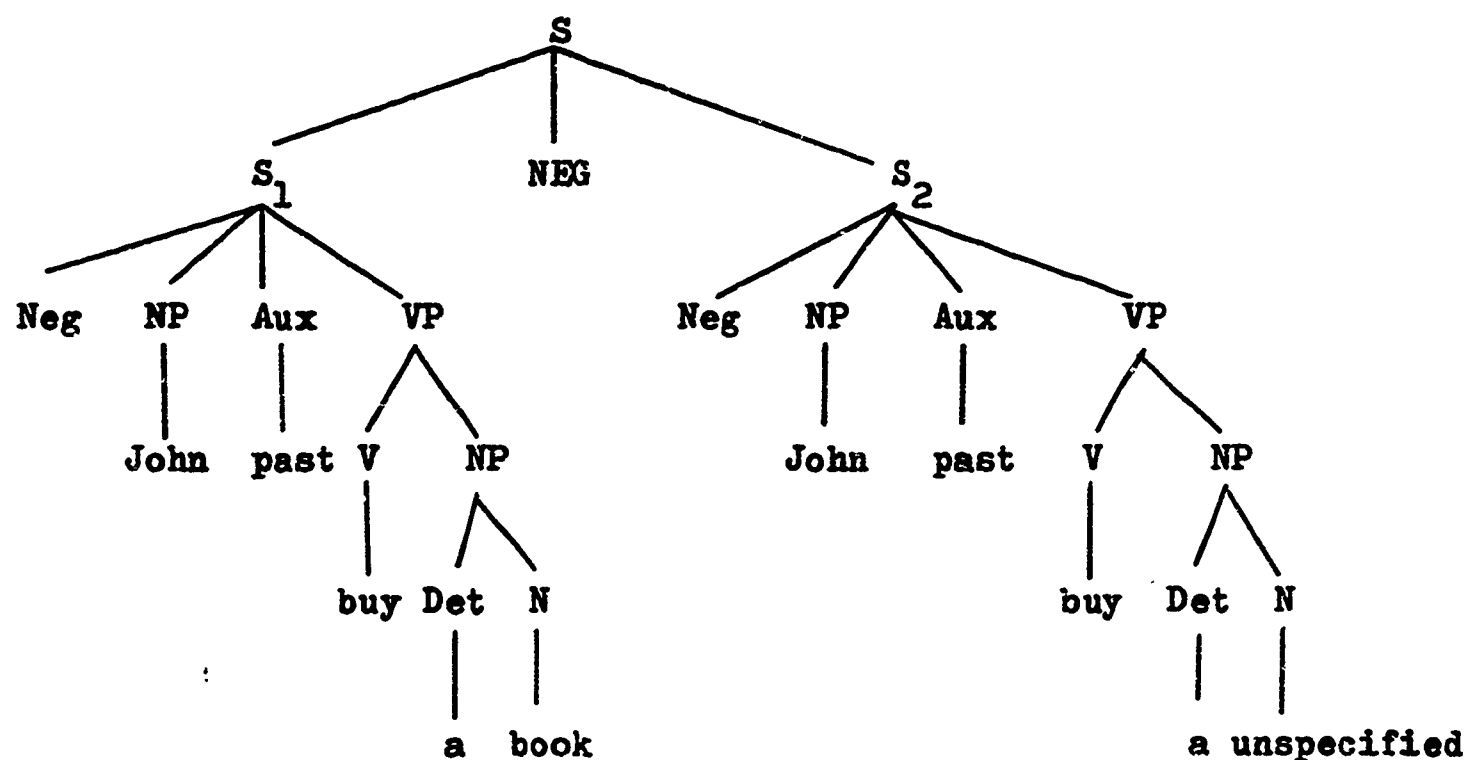 S
S1 NEG S2
Neg NP Aux VP Neg NP Aux VP
John past V NP John past V NP
buy Det N buy Det N
a book a unspecified